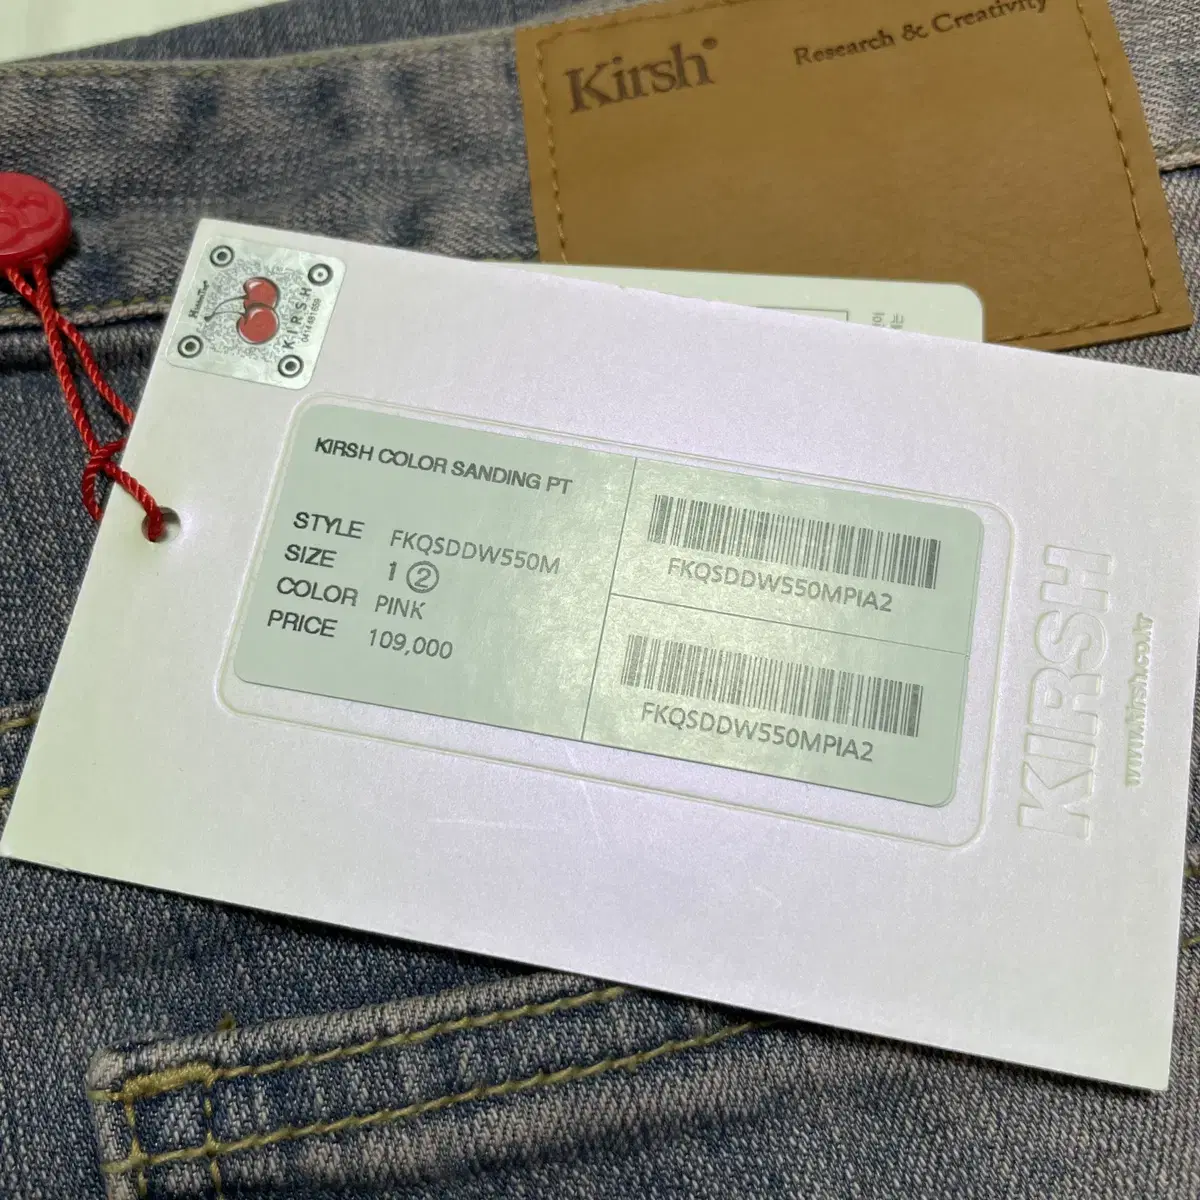 Kirsh®
Research & Creativity
KIRSH
KIRSH COLOR SANDING PT
STYLE FKQSDDW550M
SIZE 1 ②
COLOR PINK
PRICE 109,000
FKQSDDW550MPIA2
FKQSDDW550MPIA2
KIRSH
www.kirsh.co.kr